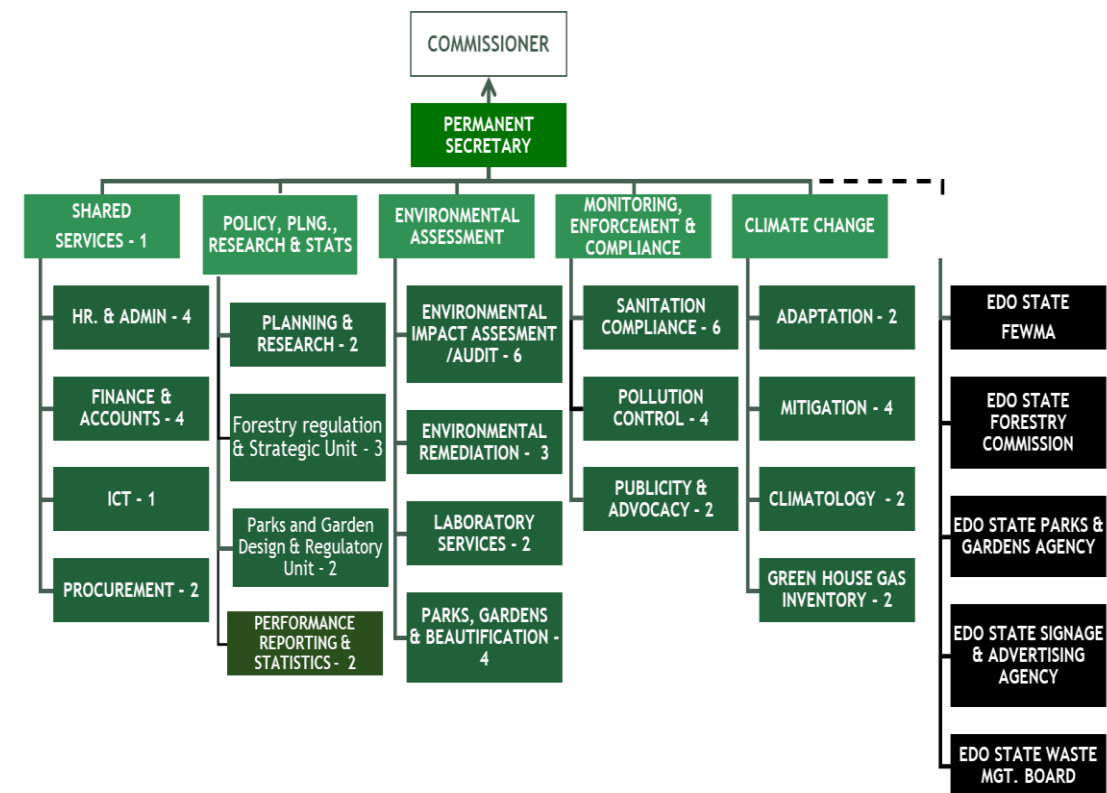 COMMISSIONER
PERMANENT
SECRETARY
SHARED
SERVICES - 1
HR. & ADMIN - 4
FINANCE &
ACCOUNTS - 4
ICT - 1
PROCUREMENT - 2
POLICY, PLNG.,
RESEARCH & STATS
PLANNING &
RESEARCH - 2
Forestry regulation
& Strategic Unit - 3
Parks and Garden
Design & Regulatory
Unit - 2
PERFORMANCE
REPORTING &
STATISTICS - 2
ENVIRONMENTAL
ASSESSMENT
ENVIRONMENTAL
IMPACT ASSESMENT
/AUDIT - 6
ENVIRONMENTAL
REMEDIATION - 3
LABORATORY
SERVICES - 2
PARKS, GARDENS
& BEAUTIFICATION -
4
MONITORING,
ENFORCEMENT &
COMPLIANCE
SANITATION
COMPLIANCE - 6
POLLUTION
CONTROL - 4
PUBLICITY &
ADVOCACY - 2
CLIMATE CHANGE
ADAPTATION - 2
MITIGATION - 4
CLIMATOLOGY - 2
GREEN HOUSE GAS
INVENTORY - 2
EDO STATE
FEWMA
EDO STATE
FORESTRY
COMMISSION
EDO STATE PARKS &
GARDENS AGENCY
EDO STATE SIGNAGE
& ADVERTISING
AGENCY
EDO STATE WASTE
MGT. BOARD